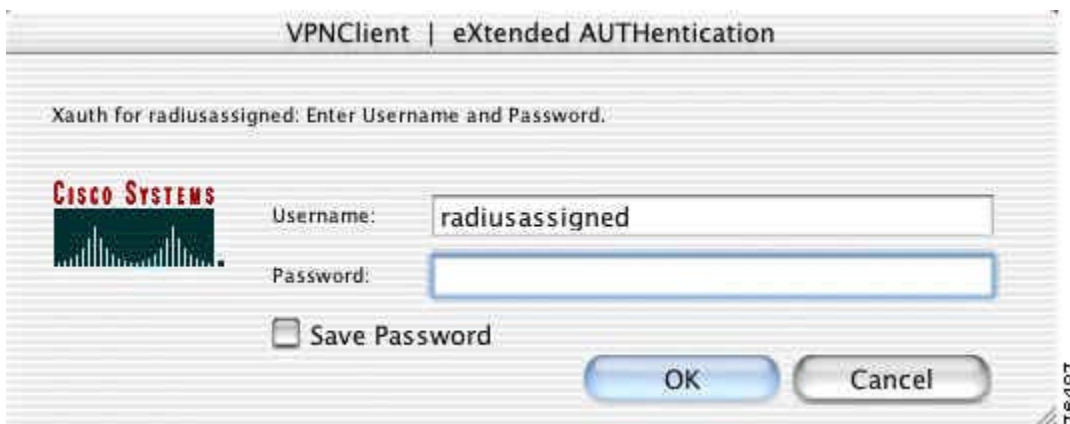 VPNClient | eXtended AUTHentication
Xauth for radiusassigned: Enter Username and Password.
CISCO SYSTEMS
Username: radiusassigned
Password:
Save Password
OK Cancel